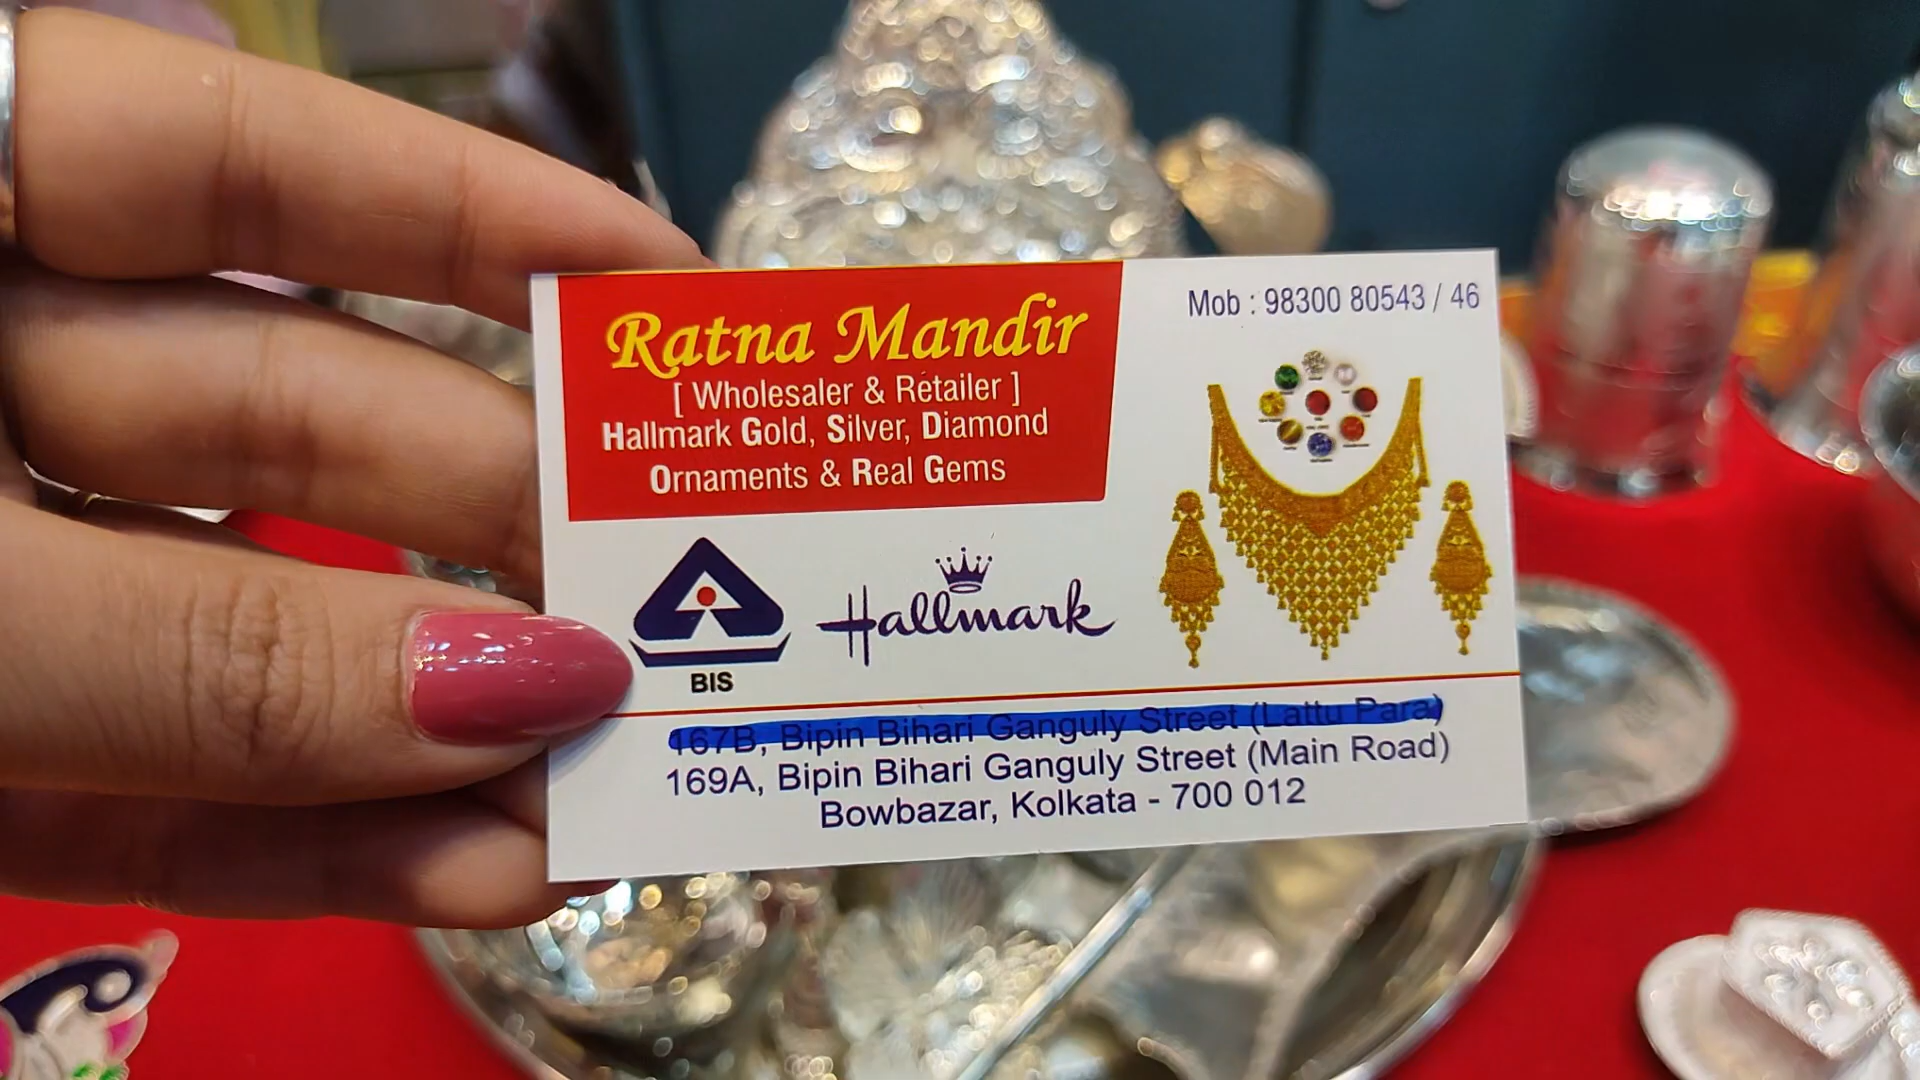 Ratna Mandir
[ Wholesaler & Retailer ]
Hallmark Gold, Silver, Diamond
Ornaments & Real Gems
Mob : 98300 80543 / 46
BIS
Hallmark
167B, Bipin Bihari Ganguly Street (Lattu Para)
169A, Bipin Bihari Ganguly Street (Main Road)
Bowbazar, Kolkata - 700 012